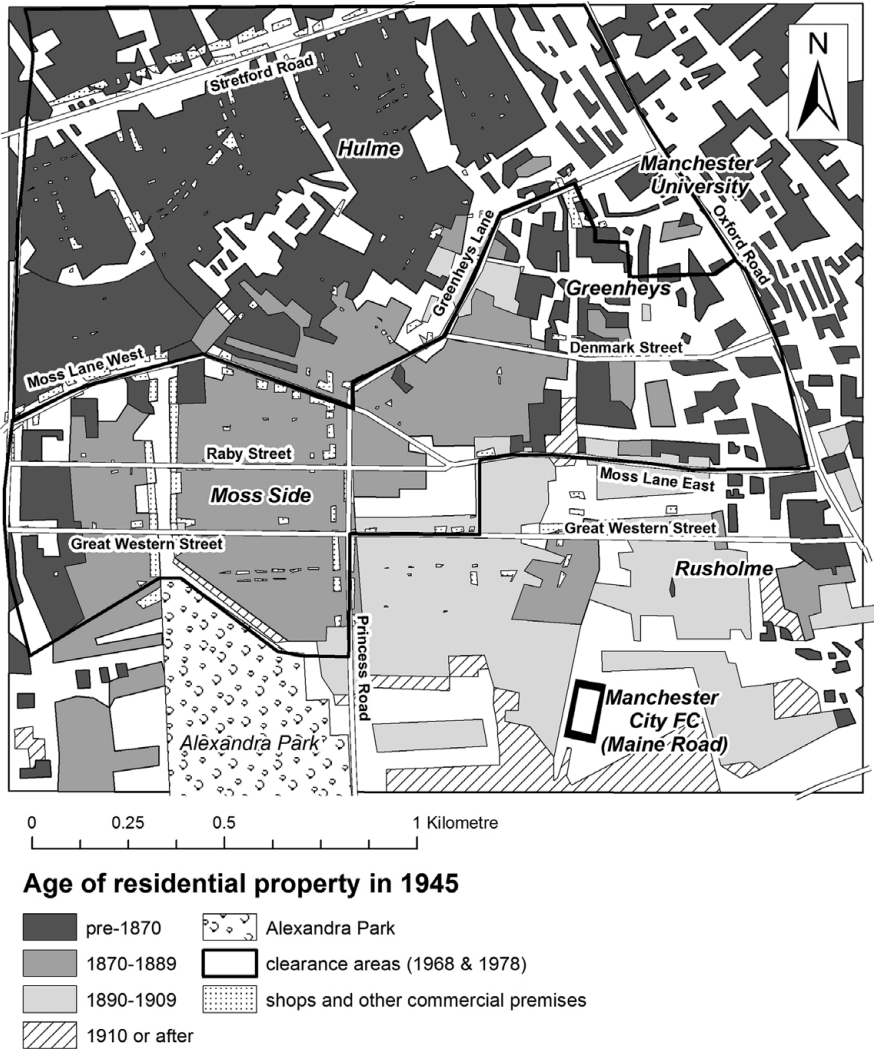 N
Stretford Road
Hulme
Manchester
University
Oxford Road
Greenheys Lane
Greenheys
Denmark Street
Moss Lane West
Raby Street
Moss Side
Moss Lane East
Great Western Street
Great Western Street
Rusholme
Princess Road
Manchester
City FC
(Maine Road)
Alexandra Park
0 0.25 0.5 1 Kilometre
Age of residential property in 1945
pre-1870
Alexandra Park
1870-1889
clearance areas (1968 & 1978)
1890-1909
shops and other commercial premises
1910 or after